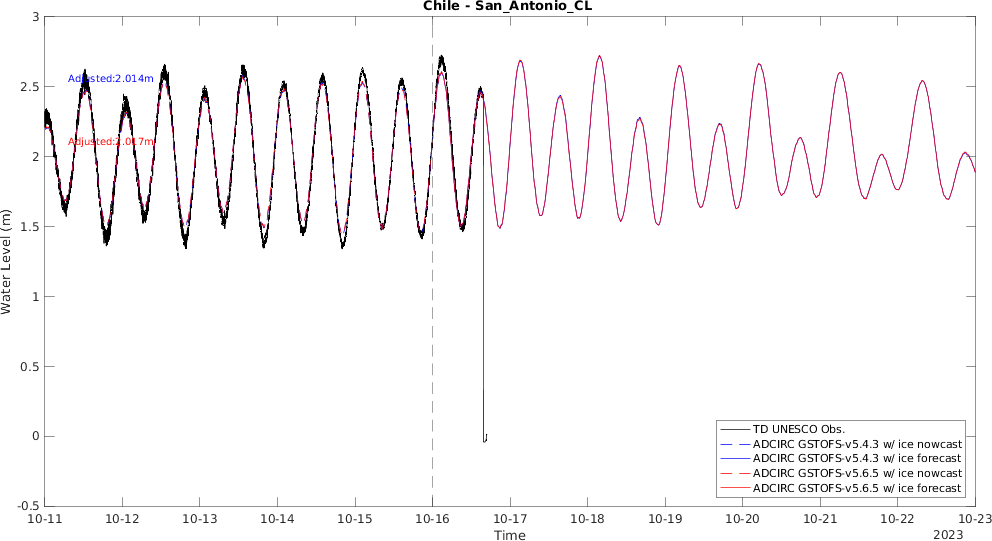 Chile - San_Antonio_CL
3
2.5
2
1.5
1
0.5
0
-0.5
Water Level (m)
Adjusted:2.014m
Adjusted:2.017m
TD UNESCO Obs.
ADCIRC GSTOFS-v5.4.3 w/ ice nowcast
ADCIRC GSTOFS-v5.4.3 w/ ice forecast
ADCIRC GSTOFS-v5.6.5 w/ ice nowcast
ADCIRC GSTOFS-v5.6.5 w/ ice forecast
10-11 10-12 10-13 10-14 10-15 10-16 10-17 10-18 10-19 10-20 10-21 10-22 10-23
Time
2023